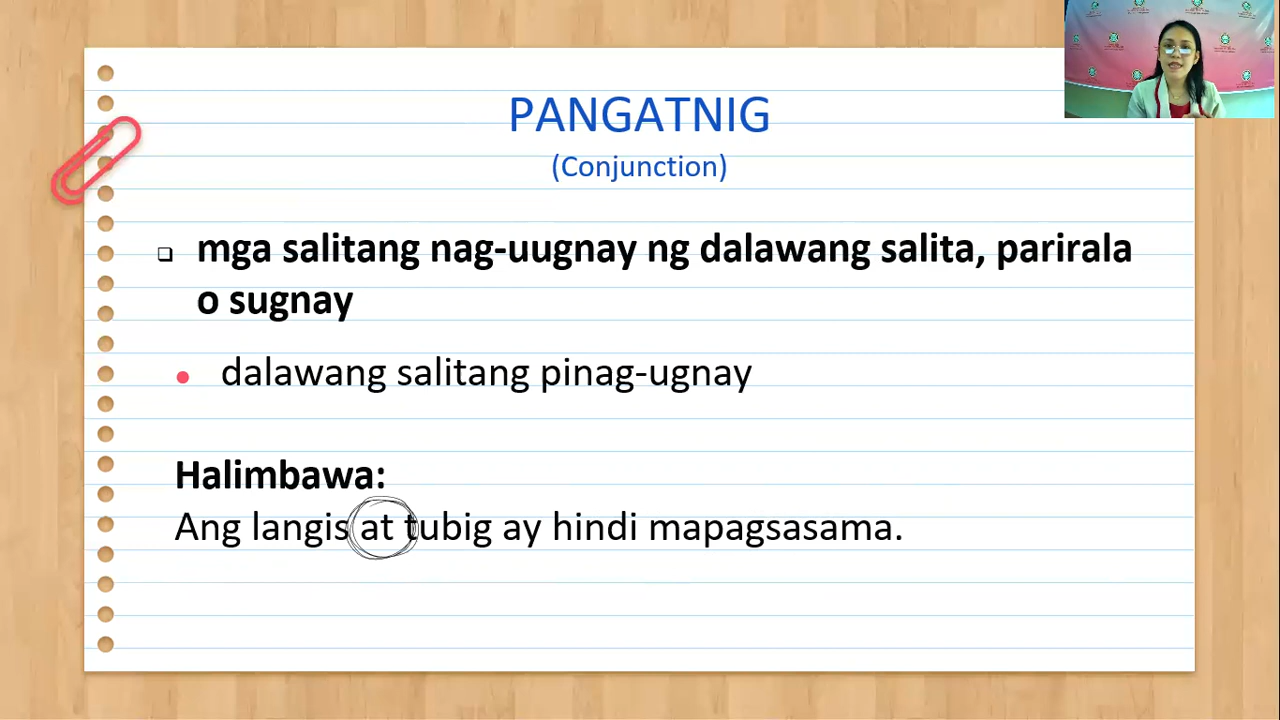 PANGATNIG
(Conjunction)
mga salitang nag-uugnay ng dalawang salita, parirala
o sugnay
dalawang salitang pinag-ugnay
Halimbawa:
Ang langis at tubig ay hindi mapagsasama.